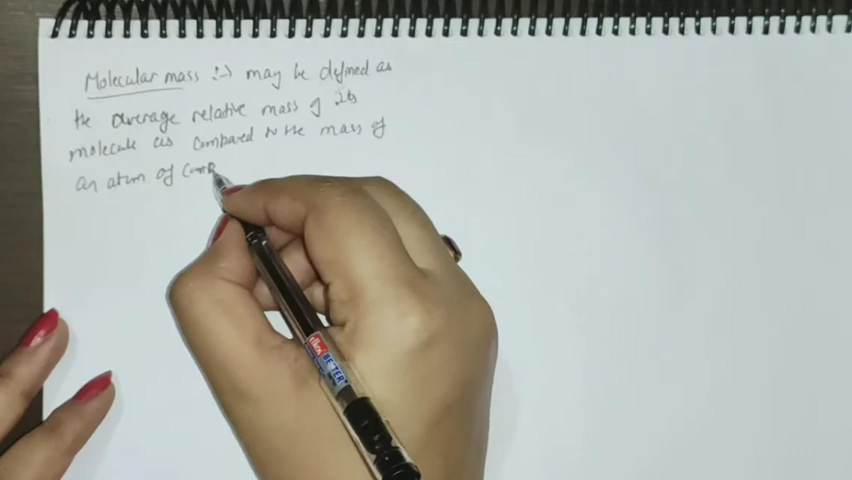 Molecular mass :→ may be defined as
the average relative mass of its
molecule as compared to the mass of
an atom of
BETTER